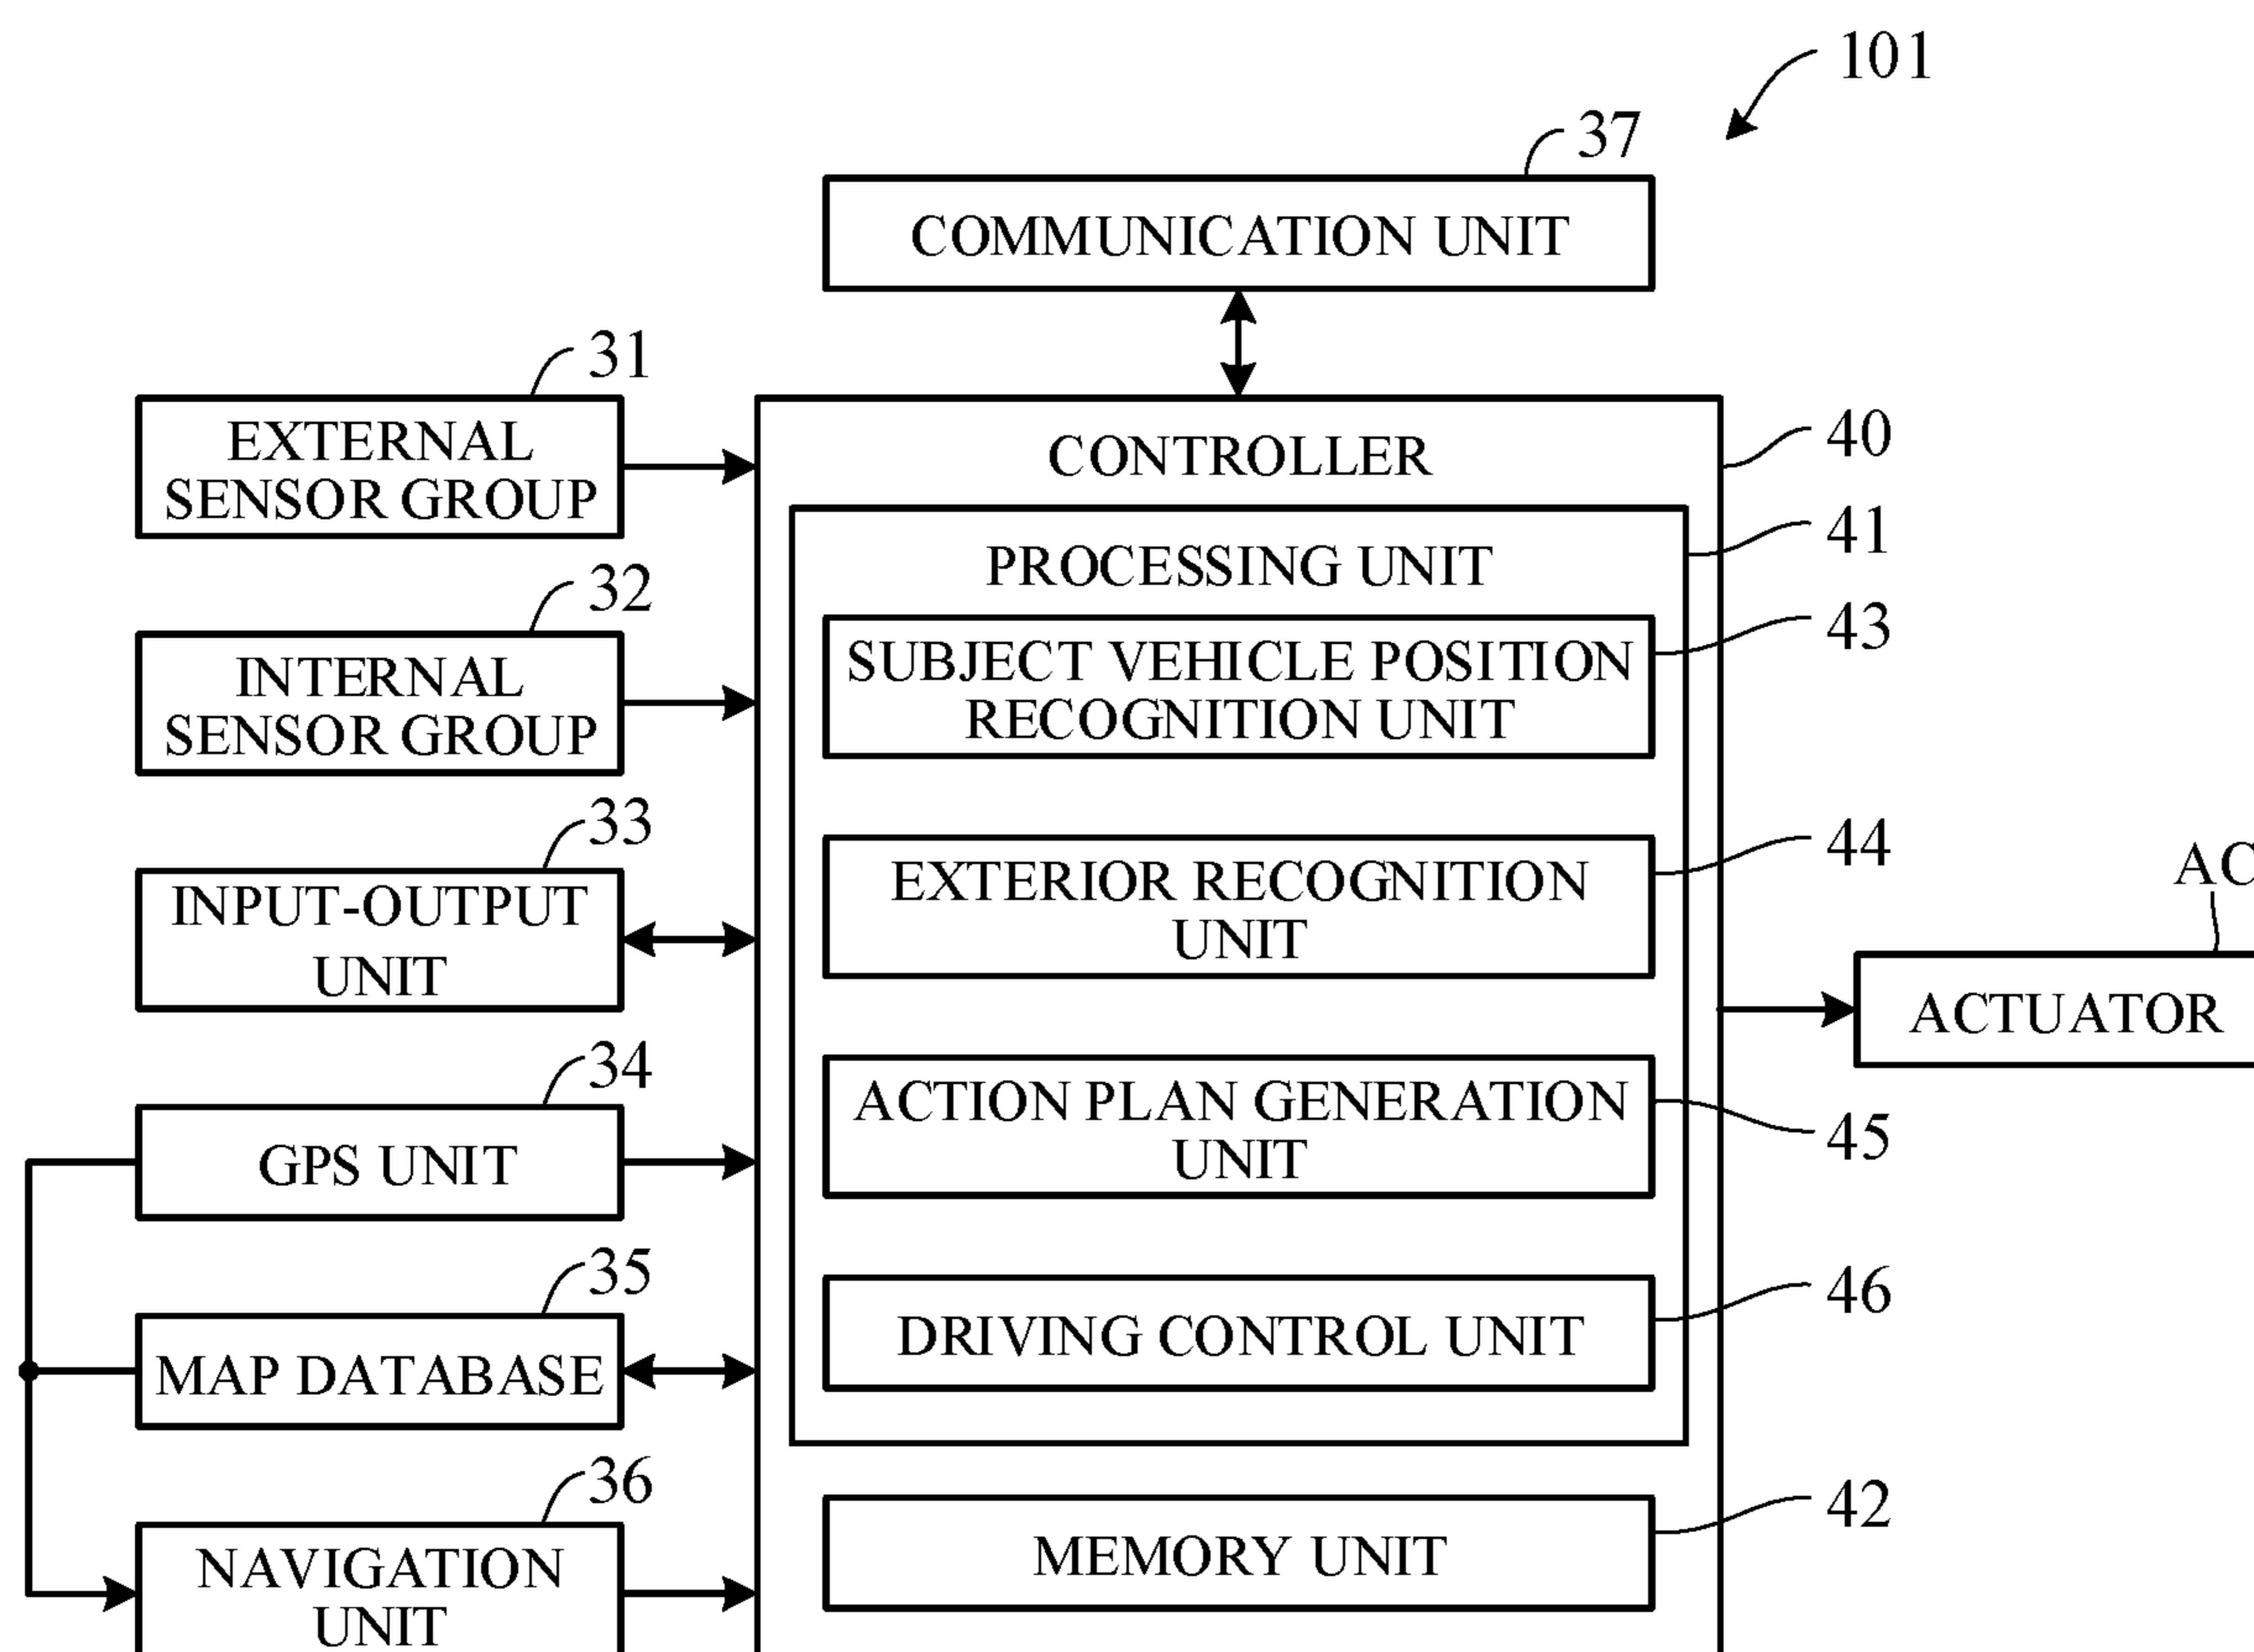 101
37
COMMUNICATION UNIT
31
EXTERNAL
SENSOR GROUP
32
INTERNAL
SENSOR GROUP
33
INPUT-OUTPUT
UNIT
34
GPS UNIT
35
MAP DATABASE
36
NAVIGATION
UNIT
CONTROLLER
40
PROCESSING UNIT
41
SUBJECT VEHICLE POSITION
RECOGNITION UNIT
43
EXTERIOR RECOGNITION
UNIT
44
ACTION PLAN GENERATION
UNIT
45
DRIVING CONTROL UNIT
46
MEMORY UNIT
42
AC
ACTUATOR